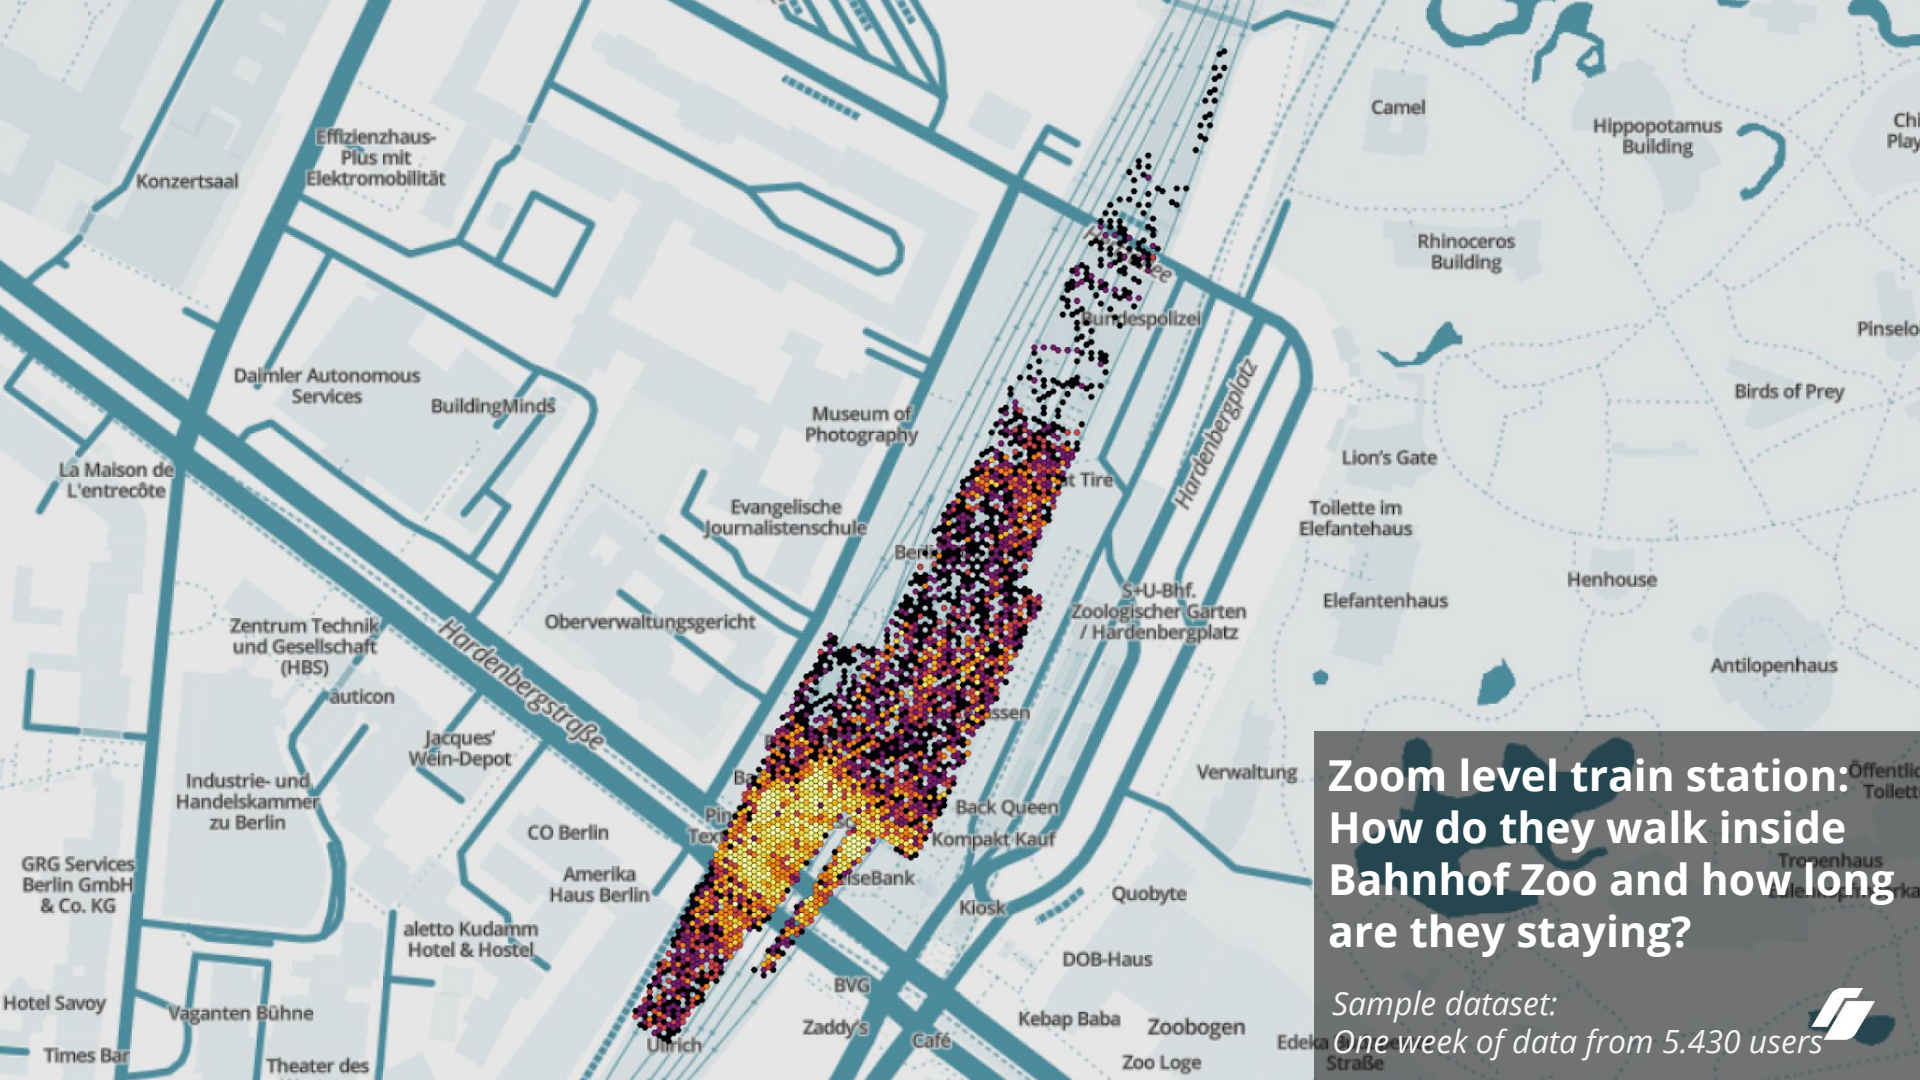 Camel
Hippopotamus
Building
Effizienzhaus-
Plus mit
Elektromobilität
Konzertsaal
Rhinoceros
Building
Bundespolizei
Pinselo
Daimler Autonomous
Services
BuildingMinds
Birds of Prey
Museum of
Photography
Hardenbergplatz
Lion's Gate
La Maison de
L'entrecôte
Evangelische
Journalistenschule
Toilette im
Elefantehaus
Henhouse
S+U-Bhf.
Zoologischer Garten
/ Hardenbergplatz
Elefantenhaus
Oberverwaltungsgericht
Zentrum Technik
und Gesellschaft
(HBS)
Hardenbergstraße
Antilopenhaus
äuticon
Jacques'
Wein-Depot
Verwaltung
Industrie- und
Handelskammer
zu Berlin
CO Berlin
Back Queen
Kompakt Kauf
GRG Services
Berlin GmbH
& Co. KG
Amerika
Haus Berlin
iseBank
Quobyte
Kiosk
aletto Kudamm
Hotel & Hostel
DOB-Haus
BVG
Hotel Savoy
Vaganten Bühne
Zaddy's
Café
Kebap Baba
Zoobogen
Ullrich
Times Bar
Theater des
Zoo Loge
Zoom level train station:
How do they walk inside
Bahnhof Zoo and how long
are they staying?
Tropenhaus
Sample dataset:
One week of data from 5.430 users
Straße